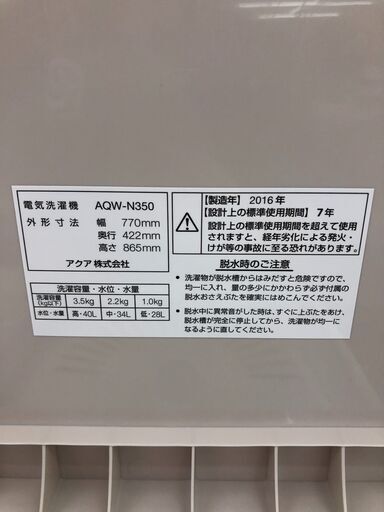 電気洗濯機 AQW-N350
外形寸法 幅 770mm
奥行 422mm
高さ 865mm
アクア株式会社
洗濯容量・水位・水量
洗濯容量(kg以下) 3.5kg 2.2kg 1.0kg
水位・水量 高・40L 中・34L 低・28L
【製造年】2016年
【設計上の標準使用期間】7年
設計上の標準使用期間を超えて使用
されますと、経年劣化による発火・
けが等の事故に至る恐れがあります。
脱水時のご注意
・洗濯物が脱水槽からはみだすと危険ですので、
均一に入れ、量の多少にかかわらず必ず付属の
脱水おさえぶたを確実にはめこんでください。
・脱水中に異常音がした時は、すぐに上ぶたをあけ、
脱水槽が完全に停止してから、洗濯物が均一に
なるように直してください。